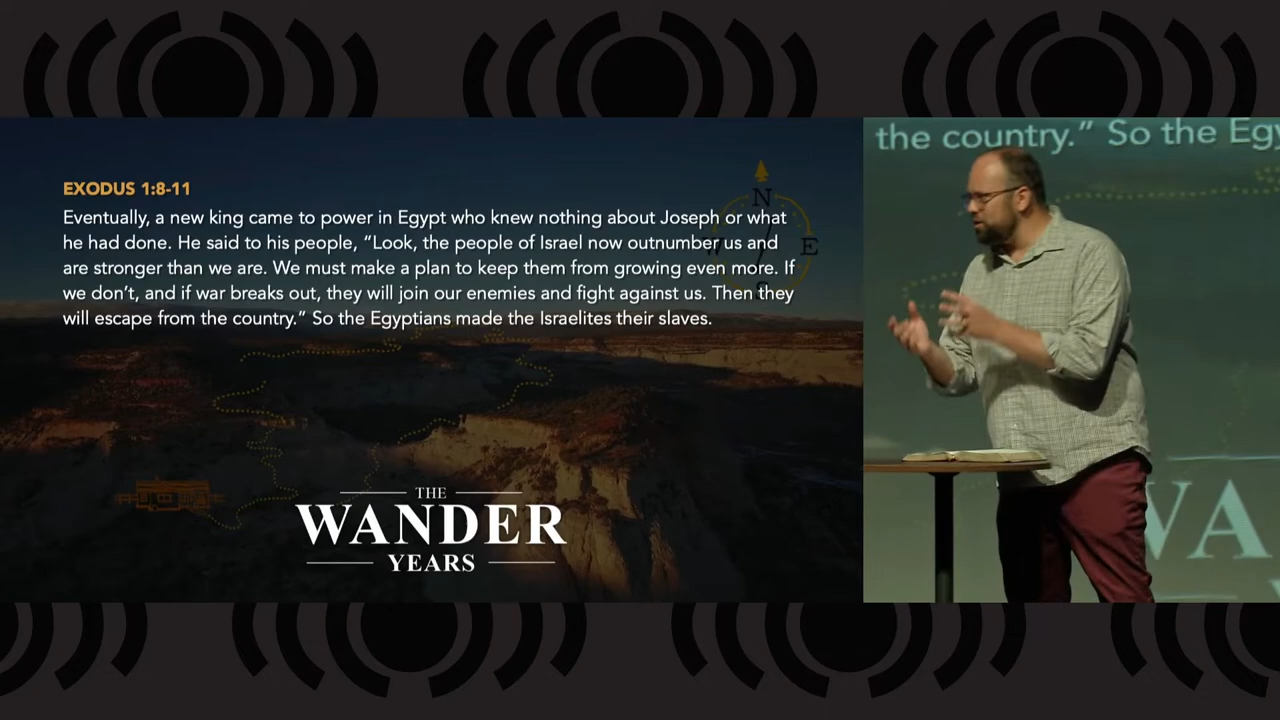 EXODUS 1:8-11
Eventually, a new king came to power in Egypt who knew nothing about Joseph or what
he had done. He said to his people, “Look, the people of Israel now outnumber us and
are stronger than we are. We must make a plan to keep them from growing even more. If
we don’t, and if war breaks out, they will join our enemies and fight against us. Then they
will escape from the country.” So the Egyptians made the Israelites their slaves.
N
W E
S
THE
WANDER
YEARS
the country.” So the Egy
WA
Y